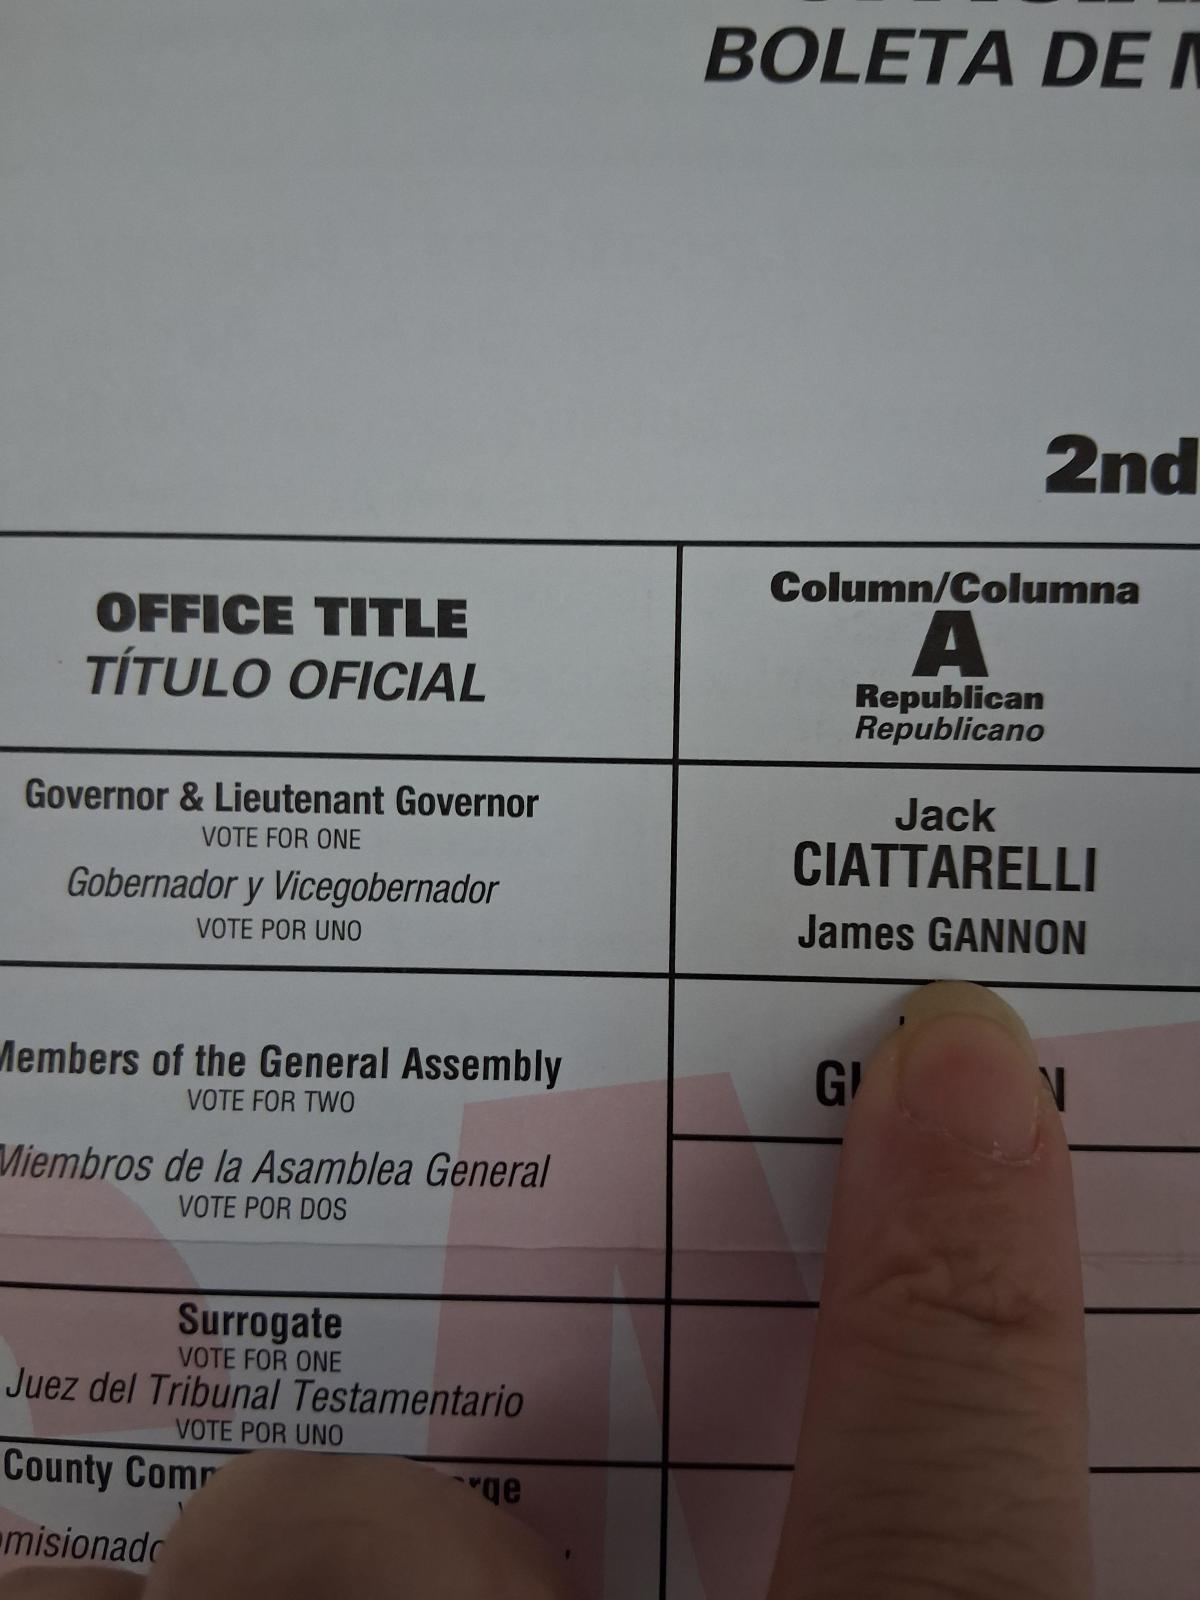 BOLETA DE
2nd
OFFICE TITLE
TÍTULO OFICIAL
Column/Columna
A
Republican
Republicano
Governor & Lieutenant Governor
VOTE FOR ONE
Gobernador y Vicegobernador
VOTE POR UNO
Jack
CIATTARELLI
James GANNON
Members of the General Assembly
VOTE FOR TWO
Miembros de la Asamblea General
VOTE POR DOS
Surrogate
VOTE FOR ONE
Juez del Tribunal Testamentario
VOTE POR UNO
County